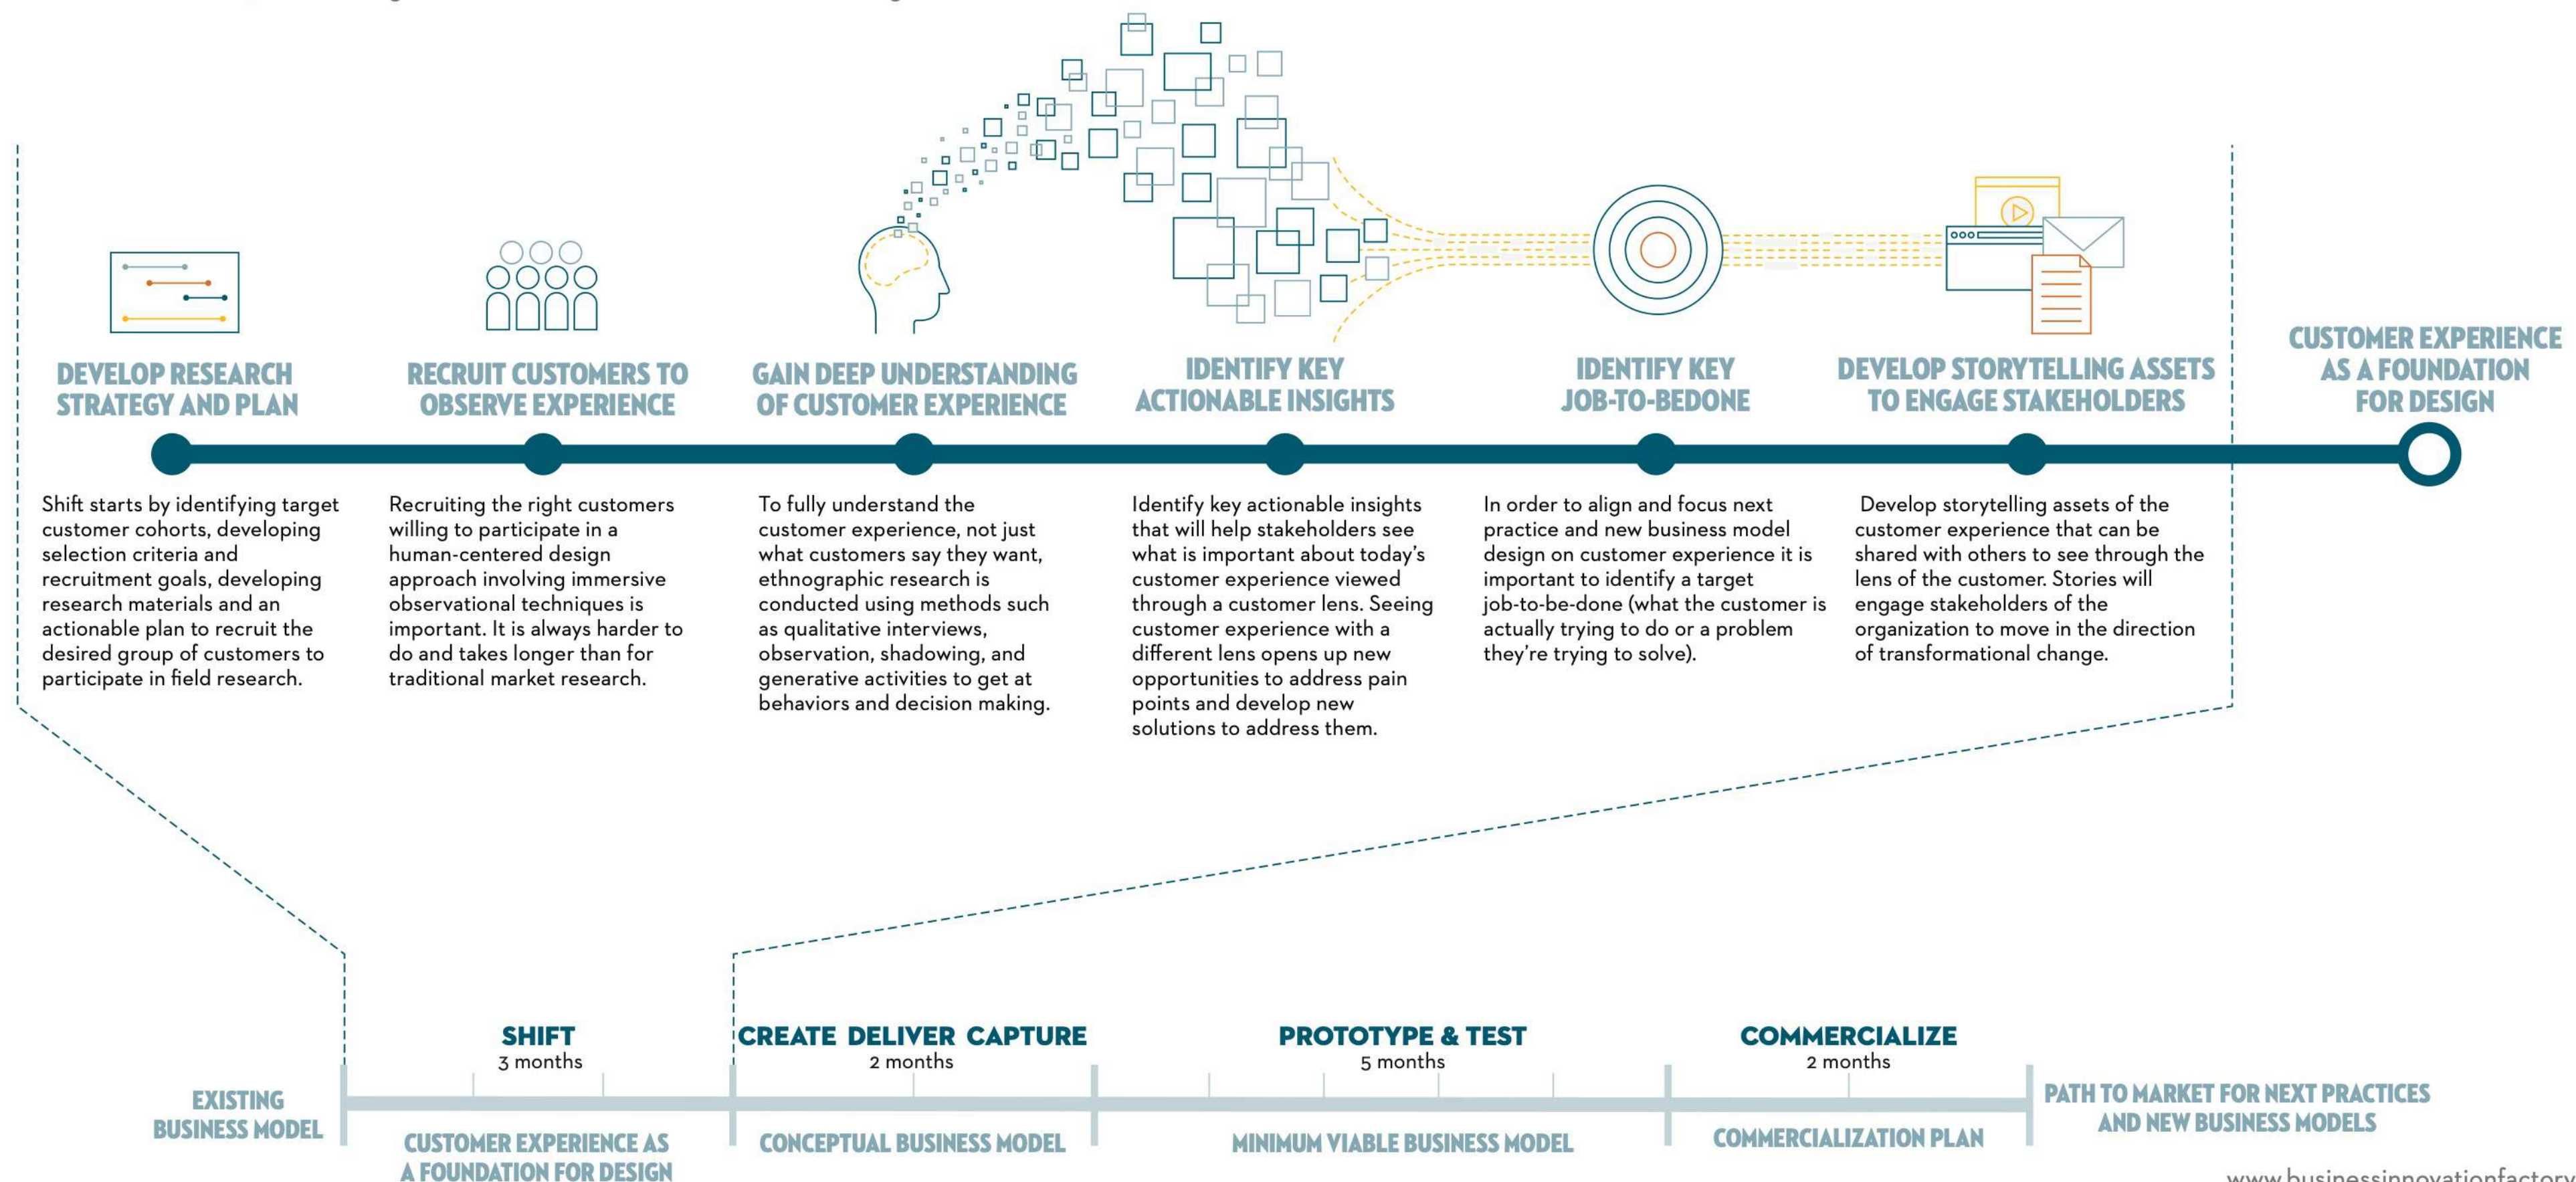 DEVELOP RESEARCH
STRATEGY AND PLAN
Shift starts by identifying target
customer cohorts, developing
selection criteria and
recruitment goals, developing
research materials and an
actionable plan to recruit the
desired group of customers to
participate in field research.
RECRUIT CUSTOMERS TO
OBSERVE EXPERIENCE
Recruiting the right customers
willing to participate in a
human-centered design
approach involving immersive
observational techniques is
important. It is always harder to
do and takes longer than for
traditional market research.
GAIN DEEP UNDERSTANDING
OF CUSTOMER EXPERIENCE
To fully understand the
customer experience, not just
what customers say they want,
ethnographic research is
conducted using methods such
as qualitative interviews,
observation, shadowing, and
generative activities to get at
behaviors and decision making.
IDENTIFY KEY
ACTIONABLE INSIGHTS
Identify key actionable insights
that will help stakeholders see
what is important about today's
customer experience viewed
through a customer lens. Seeing
customer experience with a
different lens opens up new
opportunities to address pain
points and develop new
solutions to address them.
IDENTIFY KEY
JOB-TO-BEDONE
In order to align and focus next
practice and new business model
design on customer experience it is
important to identify a target
job-to-be-done (what the customer is
actually trying to do or a problem
they're trying to solve).
DEVELOP STORYTELLING ASSETS
TO ENGAGE STAKEHOLDERS
Develop storytelling assets of the
customer experience that can be
shared with others to see through the
lens of the customer. Stories will
engage stakeholders of the
organization to move in the direction
of transformational change.
CUSTOMER EXPERIENCE
AS A FOUNDATION
FOR DESIGN
EXISTING
BUSINESS MODEL
SHIFT
3 months
CUSTOMER EXPERIENCE AS
A FOUNDATION FOR DESIGN
CREATE DELIVER CAPTURE
2 months
CONCEPTUAL BUSINESS MODEL
PROTOTYPE & TEST
5 months
MINIMUM VIABLE BUSINESS MODEL
COMMERCIALIZE
2 months
COMMERCIALIZATION PLAN
PATH TO MARKET FOR NEXT PRACTICES
AND NEW BUSINESS MODELS
www.businessinnovationfactory